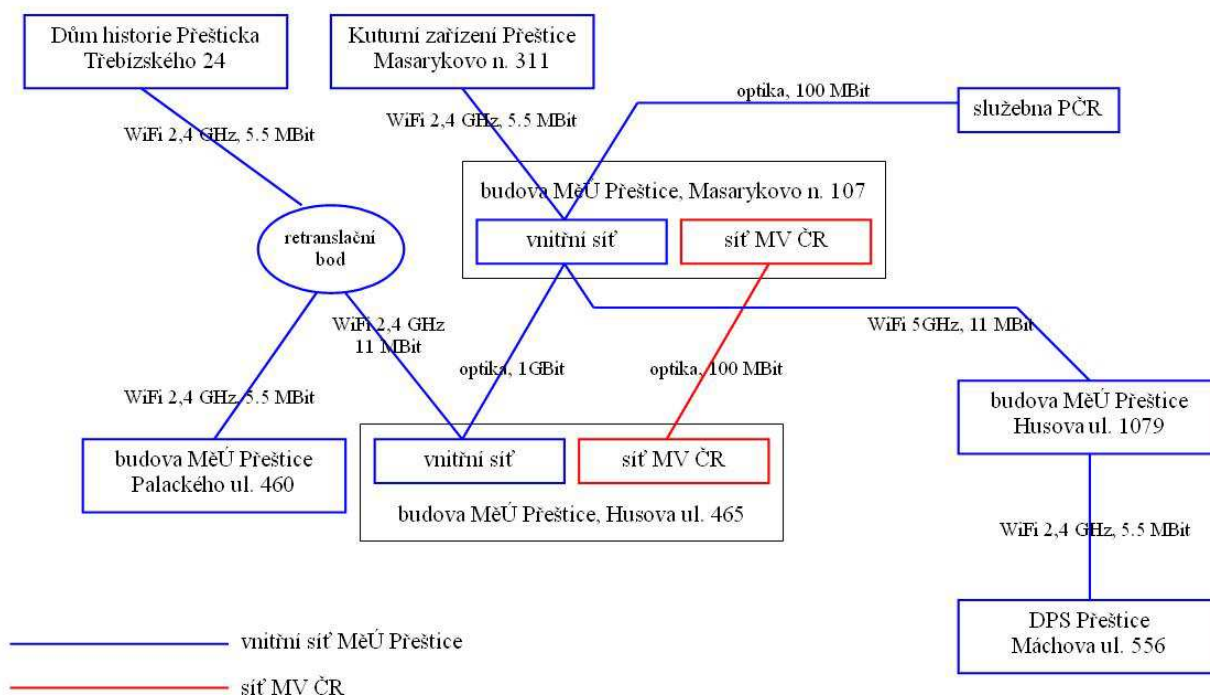 Dům historie Přešticka
Třebízského 24
Kuturní zařízení Přeštice
Masarykovo n. 311
optika, 100 MBit
služebna PČR
WiFi 2,4 GHz, 5.5 MBit
WiFi 2,4 GHz, 5.5 MBit
budova MěÚ Přeštice, Masarykovo n. 107
vnitřní síť
síť MV ČR
retranslační
bod
WiFi 2,4 GHz
11 MBit
WiFi 5GHz, 11 MBit
optika, 1GBit
optika, 100 MBit
WiFi 2,4 GHz, 5.5 MBit
budova MěÚ Přeštice
Husova ul. 1079
budova MěÚ Přeštice
Palackého ul. 460
vnitřní síť
síť MV ČR
budova MěÚ Přeštice, Husova ul. 465
WiFi 2,4 GHz, 5.5 MBit
DPS Přeštice
Máchova ul. 556
vnitřní síť MěÚ Přeštice
síť MV ČR